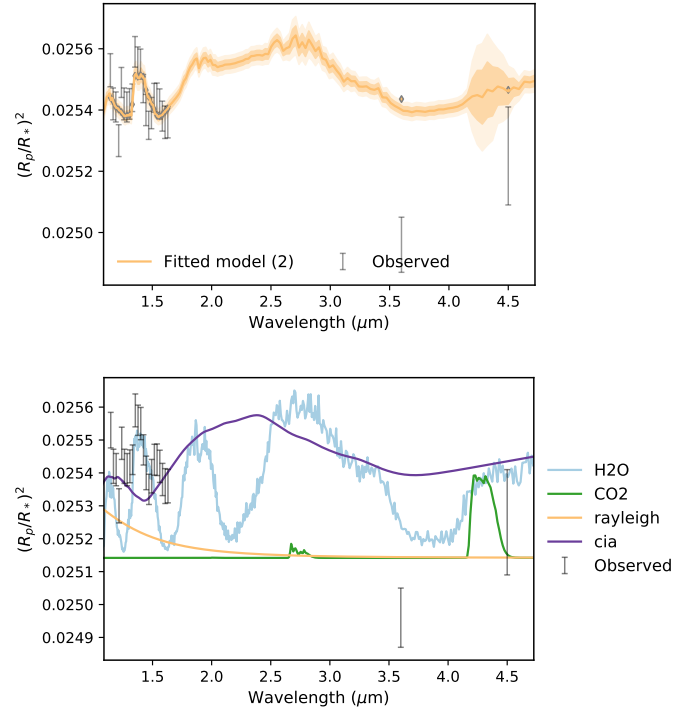 0.0256
0.0254
0.0252
0.0250
(R_p/R_*)^2
Fitted model (2)
Observed
1.5 2.0 2.5 3.0 3.5 4.0 4.5
Wavelength (μm)
0.0256
0.0255
0.0254
0.0253
0.0252
0.0251
0.0250
0.0249
(R_p/R_*)^2
H2O
CO2
rayleigh
cia
Observed
1.5 2.0 2.5 3.0 3.5 4.0 4.5
Wavelength (μm)